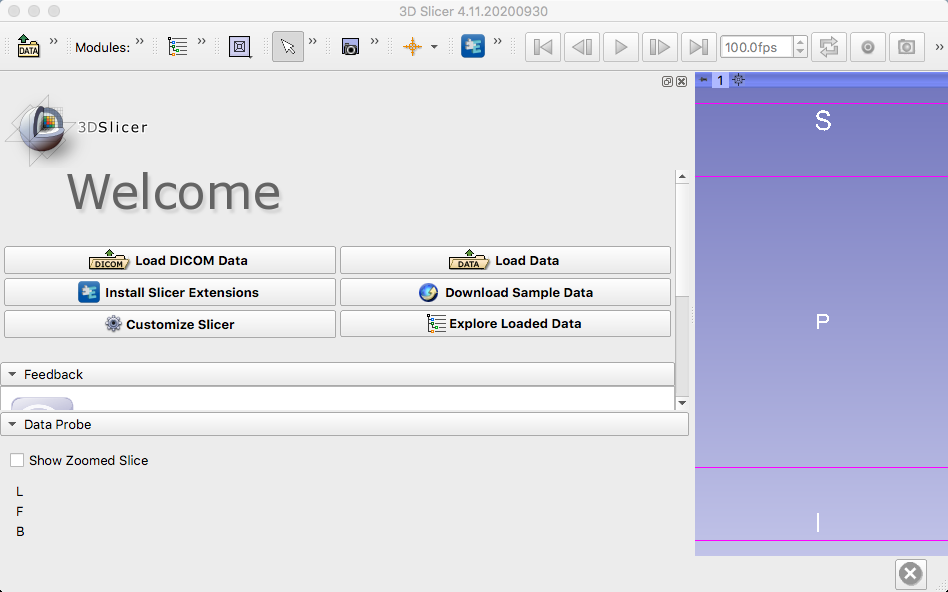 3D Slicer 4.11.20200930
DATA
Modules:
100.0fps
1
3DSlicer
Welcome
DICOM Load DICOM Data
DATA Load Data
Install Slicer Extensions
Download Sample Data
Customize Slicer
Explore Loaded Data
Feedback
Data Probe
Show Zoomed Slice
L
F
B
S
P
I